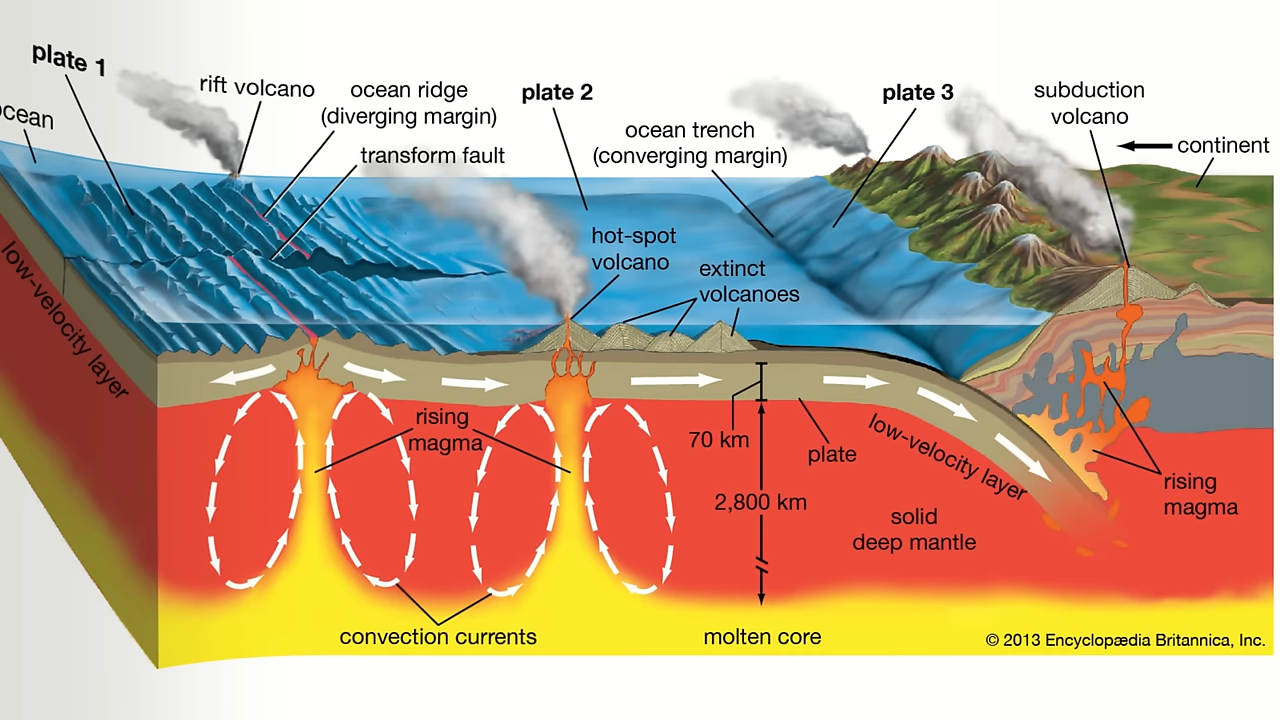 plate 1
rift volcano
ocean ridge
(diverging margin)
transform fault
plate 2
ocean trench
(converging margin)
plate 3
subduction
volcano
continent
ocean
hot-spot
volcano
extinct
volcanoes
low-velocity layer
rising
magma
70 km
plate
low-velocity layer
2,800 km
solid
deep mantle
rising
magma
convection currents
molten core
© 2013 Encyclopædia Britannica, Inc.